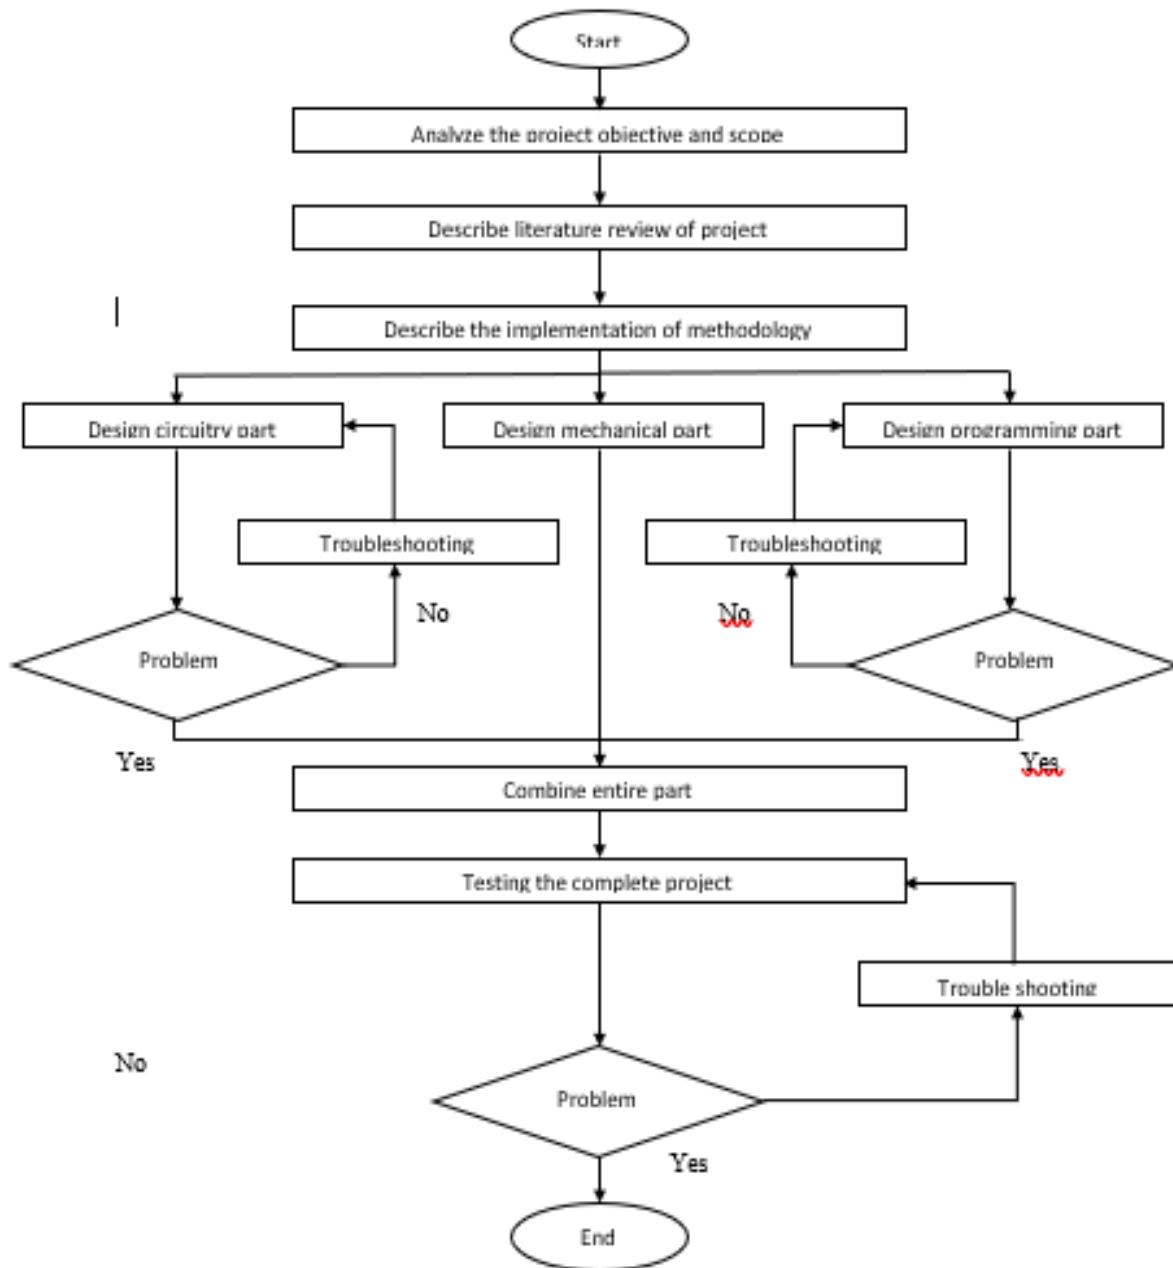 Start
Analyze the project objective and scope
Describe literature review of project
Describe the implementation of methodology
Design circuitry part
Design mechanical part
Design programming part
Troubleshooting
Troubleshooting
No
No
Problem
Problem
Yes
Yes
Combine entire part
Testing the complete project
Trouble shooting
No
Problem
Yes
End